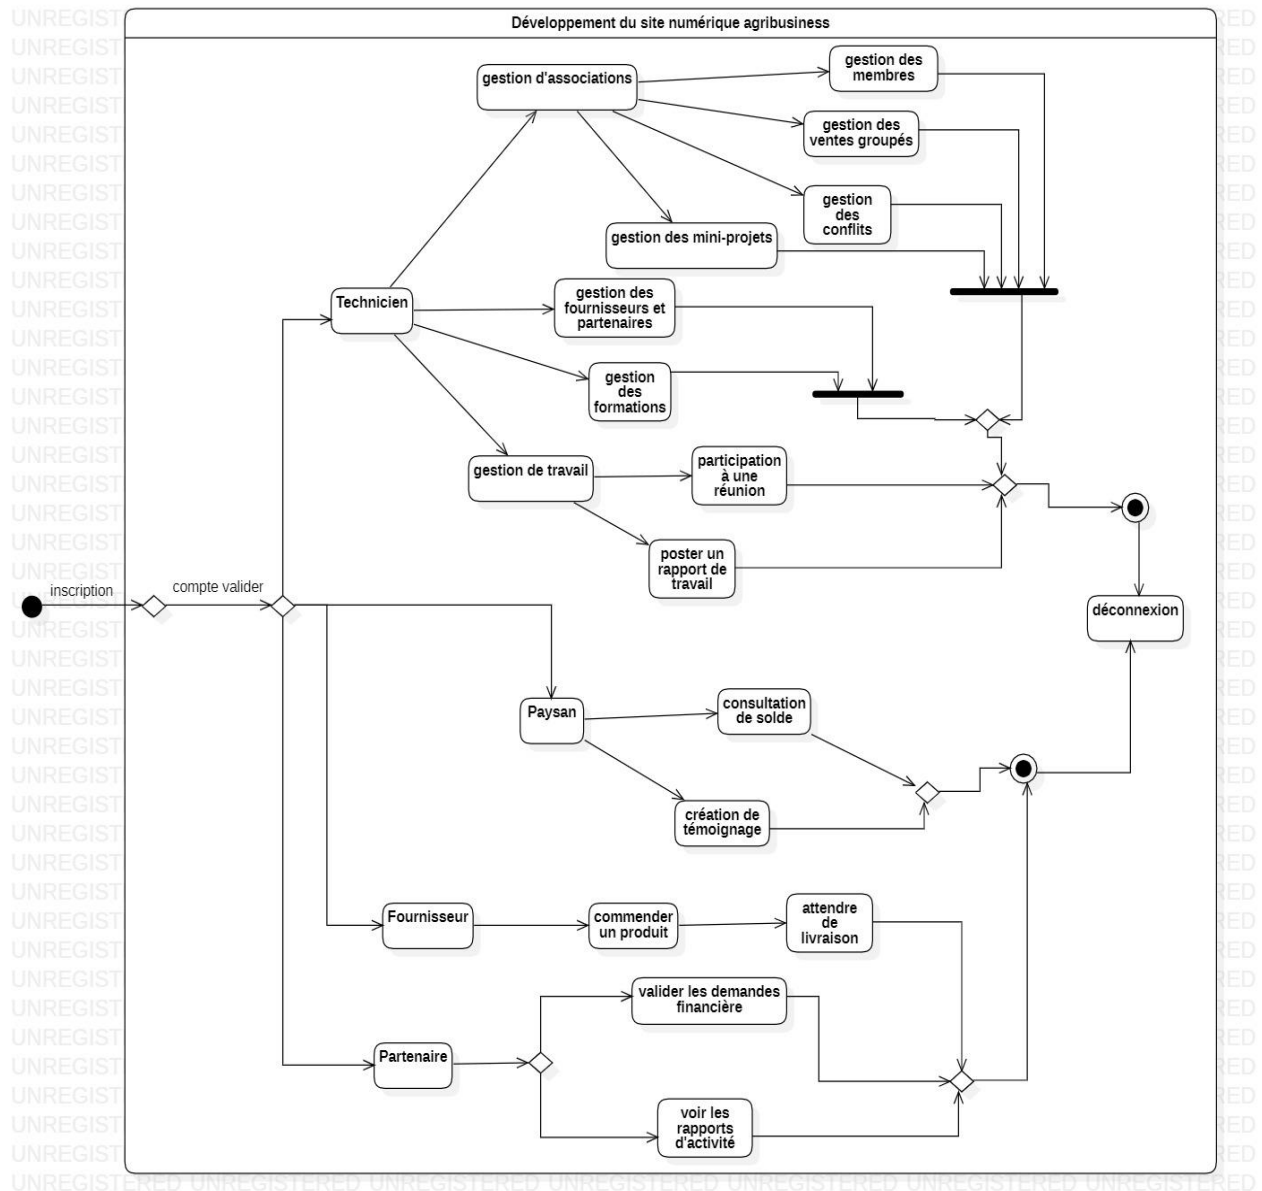 Développement du site numérique agribusiness
gestion d'associations
gestion des
membres
gestion des
ventes groupés
gestion
des
conflits
gestion des mini-projets
Technicien
gestion des
fournisseurs et
partenaires
gestion
des
formations
gestion de travail
participation
à une
réunion
poster un
rapport de
travail
inscription
compte valider
déconnexion
Paysan
consultation
de solde
création de
témoignage
Fournisseur
commender
un produit
attendre
de
livraison
valider les demandes
financière
Partenaire
voir les
rapports
d'activité
UNREGISTERED UNREGISTERED UNREGISTERED UNREGISTERED UNREGISTERED UNREGISTERED UNREGISTERED